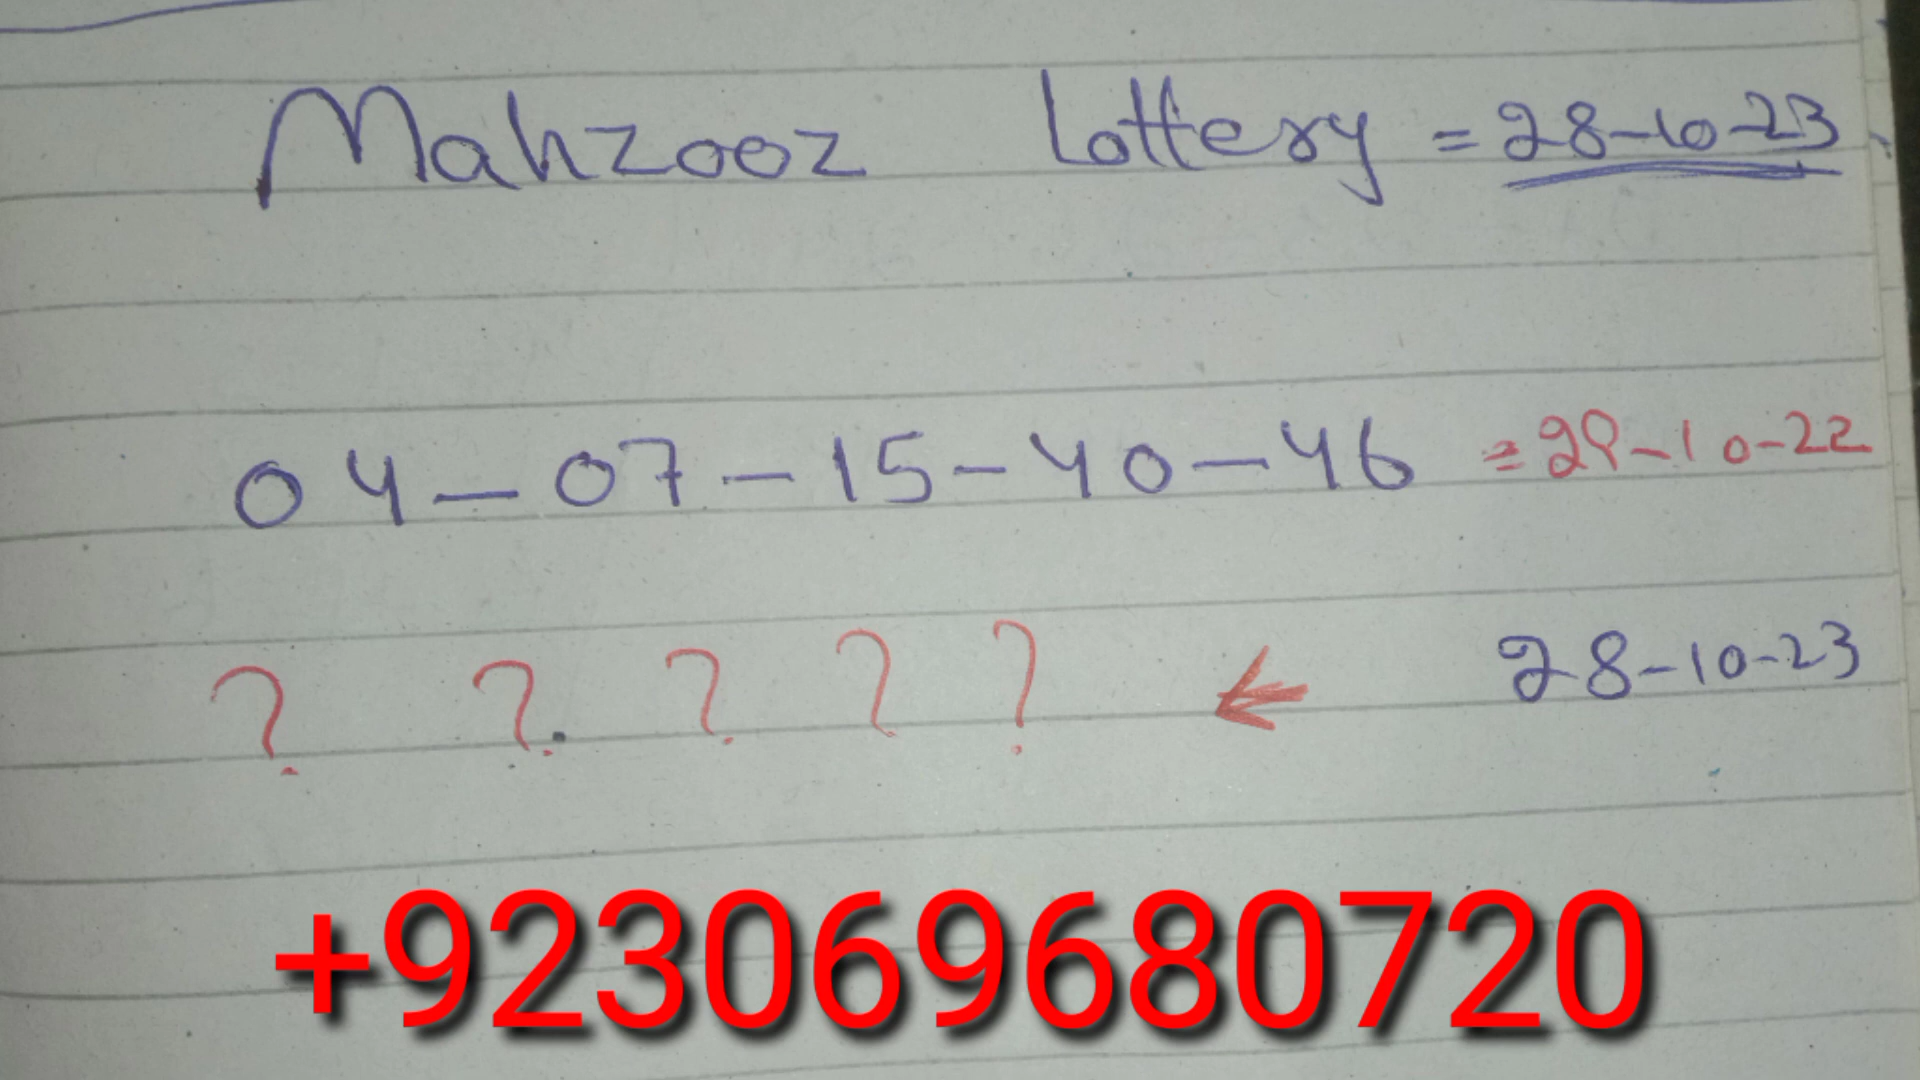 Mahzooz Lottery = 28-10-23
04-07-15-40-46 = 29-10-22
? ? ? ? ? ← 28-10-23
+923069680720